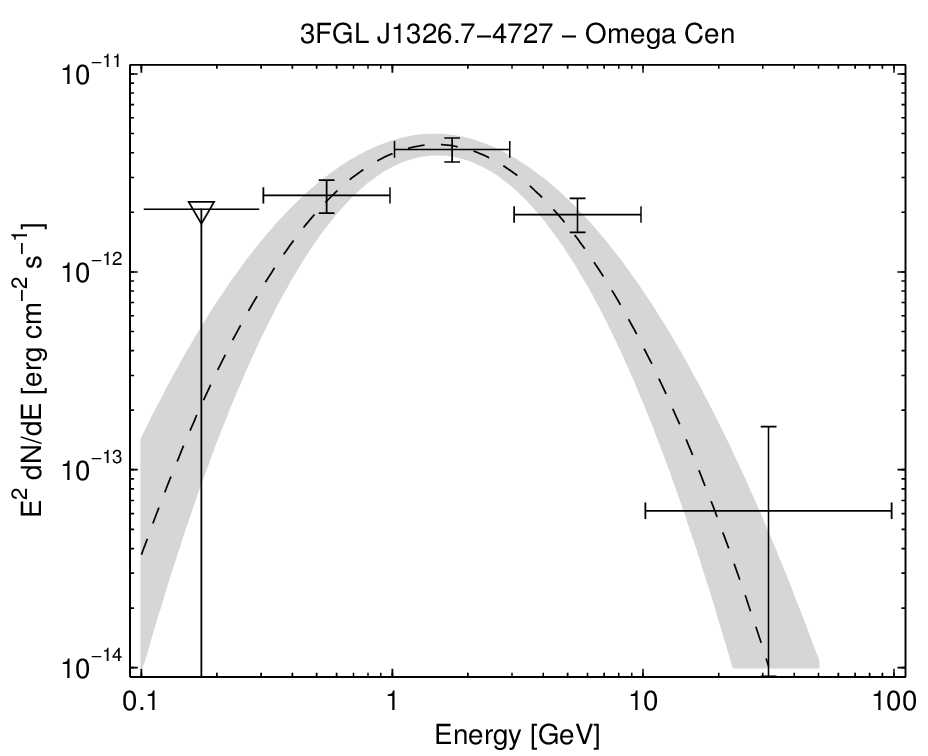 3FGL J1326.7−4727 − Omega Cen
10⁻¹¹
10⁻¹²
10⁻¹³
10⁻¹⁴
E² dN/dE [erg cm⁻² s⁻¹]
0.1 1 10 100
Energy [GeV]